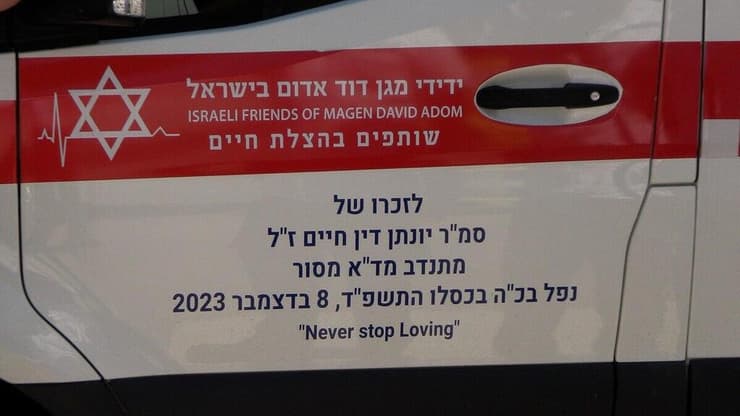 ידידי מגן דוד אדום בישראל
ISRAELI FRIENDS OF MAGEN DAVID ADOM
שותפים בהצלת חיים
לזכרו של
סמ"ר יונתן דין חיים ז"ל
מתנדב מד"א מסור
נפל בכ"ה בכסלו התשפ"ד, 8 בדצמבר 2023
"Never stop Loving"